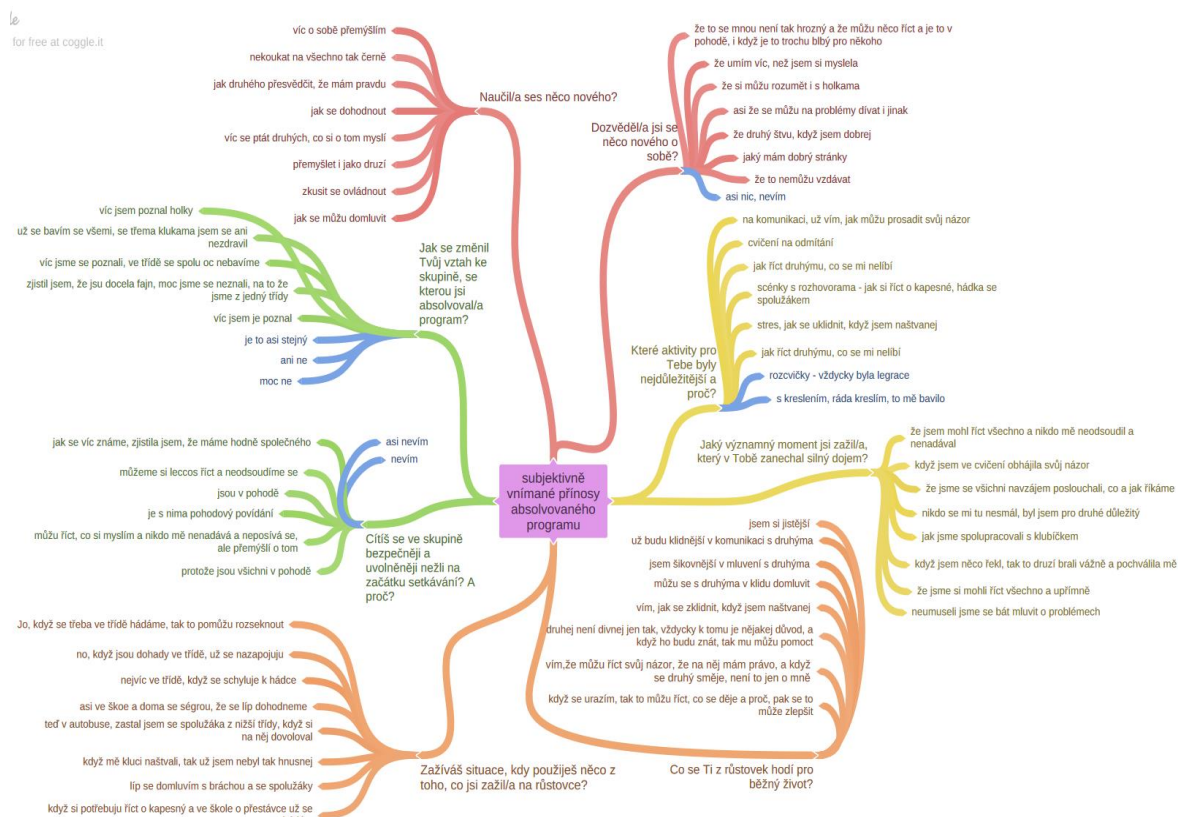 le
for free at coggle.it
víc o sobě přemýšlím
nekoukat na všechno tak černě
jak druhého přesvědčit, že mám pravdu
jak se dohodnout
víc se ptát druhých, co si o tom myslí
přemýšlet i jako druzí
zkusit se ovládnout
jak se můžu domluvit
Naučil/a ses něco nového?
že to se mnou není tak hrozný a že můžu něco říct a je to v
pohodě, i když je to trochu blbý pro někoho
že umím víc, než jsem si myslela
že si můžu rozumět i s holkama
asi že se můžu na problémy dívat i jinak
že druhý štvu, když jsem dobrej
jaký mám dobrý stránky
že to nemůžu vzdávat
asi nic, nevím
Dozvěděl/a jsi se
něco nového o
sobě?
víc jsem poznal holky
už se bavím se všemi, se třema klukama jsem se ani
nezdravil
víc jsme se poznali, ve třídě se spolu oc nebavíme
zjistil jsem, že jsu docela fajn, moc jsme se neznali, na to že
jsme z jedný třídy
víc jsem je poznal
je to asi stejný
ani ne
moc ne
Jak se změnil
Tvůj vztah ke
skupině, se
kterou jsi
absolvoval/a
program?
na komunikaci, už vím, jak můžu prosadit svůj názor
cvičení na odmítání
jak říct druhýmu, co se mi nelíbí
scénky s rozhovorama - jak si říct o kapesné, hádka se
spolužákem
stres, jak se uklidnit, když jsem naštvanej
jak říct druhýmu, co se mi nelíbí
rozcvičky - vždycky byla legrace
s kreslením, ráda kreslím, to mě bavilo
Které aktivity pro
Tebe byly
nejdůležitější a
proč?
jak se víc známe, zjistila jsem, že máme hodně společného
můžeme si leccos říct a neodsoudíme se
jsou v pohodě
je s nima pohodový povídání
můžu říct, co si myslím a nikdo mě nenadává a neposívá se,
ale přemýšlí o tom
protože jsou všichni v pohodě
asi nevím
nevím
Cítíš se ve skupině
bezpečněji a
uvolněněji nežli na
začátku setkávání? A
proč?
subjektivně
vnímané přínosy
absolvovaného
programu
Jaký významný moment jsi zažil/a,
který v Tobě zanechal silný dojem?
že jsem mohl říct všechno a nikdo mě neodsoudil a
nenadával
když jsem ve cvičení obhájila svůj názor
že jsme se všichni navzájem poslouchali, co a jak říkáme
nikdo se mi tu nesmál, byl jsem pro druhé důležitý
jak jsme spolupracovali s klubíčkem
když jsem něco řekl, tak to druzí brali vážně a pochválila mě
že jsme si mohli říct všechno a upřímně
neumuseli jsme se bát mluvit o problémech
jsem si jistější
už budu klidnější v komunikaci s druhýma
jsem šikovnější v mluvení s druhýma
můžu se s druhýma v klidu domluvit
vím, jak se zklidnit, když jsem naštvanej
druhej není divnej jen tak, vždycky k tomu je nějakej důvod, a
když ho budu znát, tak mu můžu pomoct
vím,že můžu říct svůj názor, že na něj mám právo, a když
se druhý směje, není to jen o mně
když se urazím, tak to můžu říct, co se děje a proč, pak se to
může zlepšit
Co se Ti z růstovek hodí pro
běžný život?
Jo, když se třeba ve třídě hádáme, tak to pomůžu rozseknout
no, když jsou dohady ve třídě, už se nazapojuju
nejvíc ve třídě, když se schyluje k hádce
asi ve škoe a doma se ségrou, že se líp dohodneme
teď v autobuse, zastal jsem se spolužáka z nižší třídy, když si
na něj dovoloval
když mě kluci naštvali, tak už jsem nebyl tak hnusnej
líp se domluvím s bráchou a se spolužáky
když si potřebuju říct o kapesný a ve škole o přestávce už se
Zažíváš situace, kdy použiješ něco z
toho, co jsi zažil/a na růstovce?